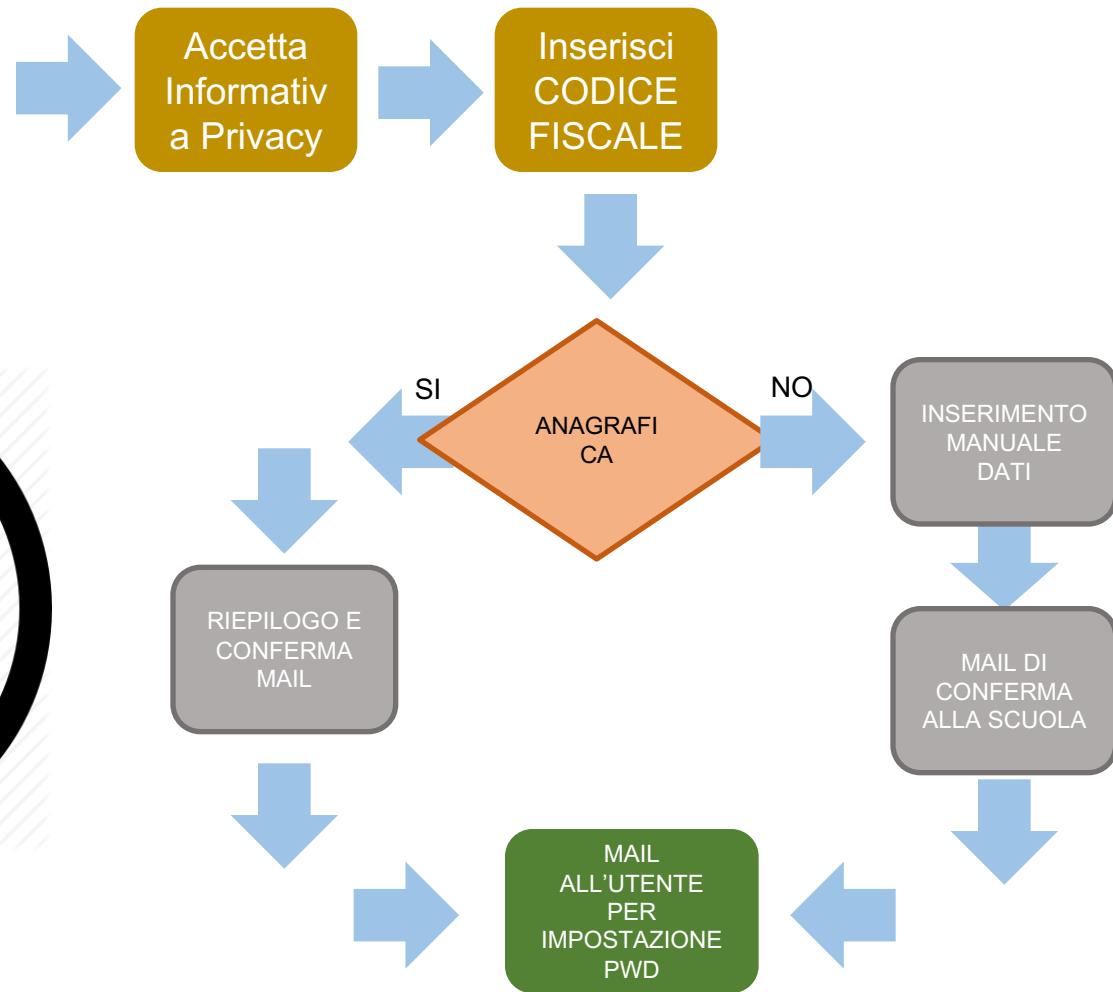 Accetta
Informativ
a Privacy
Inserisci
CODICE
FISCALE
SI
NO
ANAGRAFI
CA
INSERIMENTO
MANUALE
DATI
RIEPILOGO E
CONFERMA
MAIL
MAIL DI
CONFERMA
ALLA SCUOLA
MAIL
ALL’UTENTE
PER
IMPOSTAZIONE
PWD